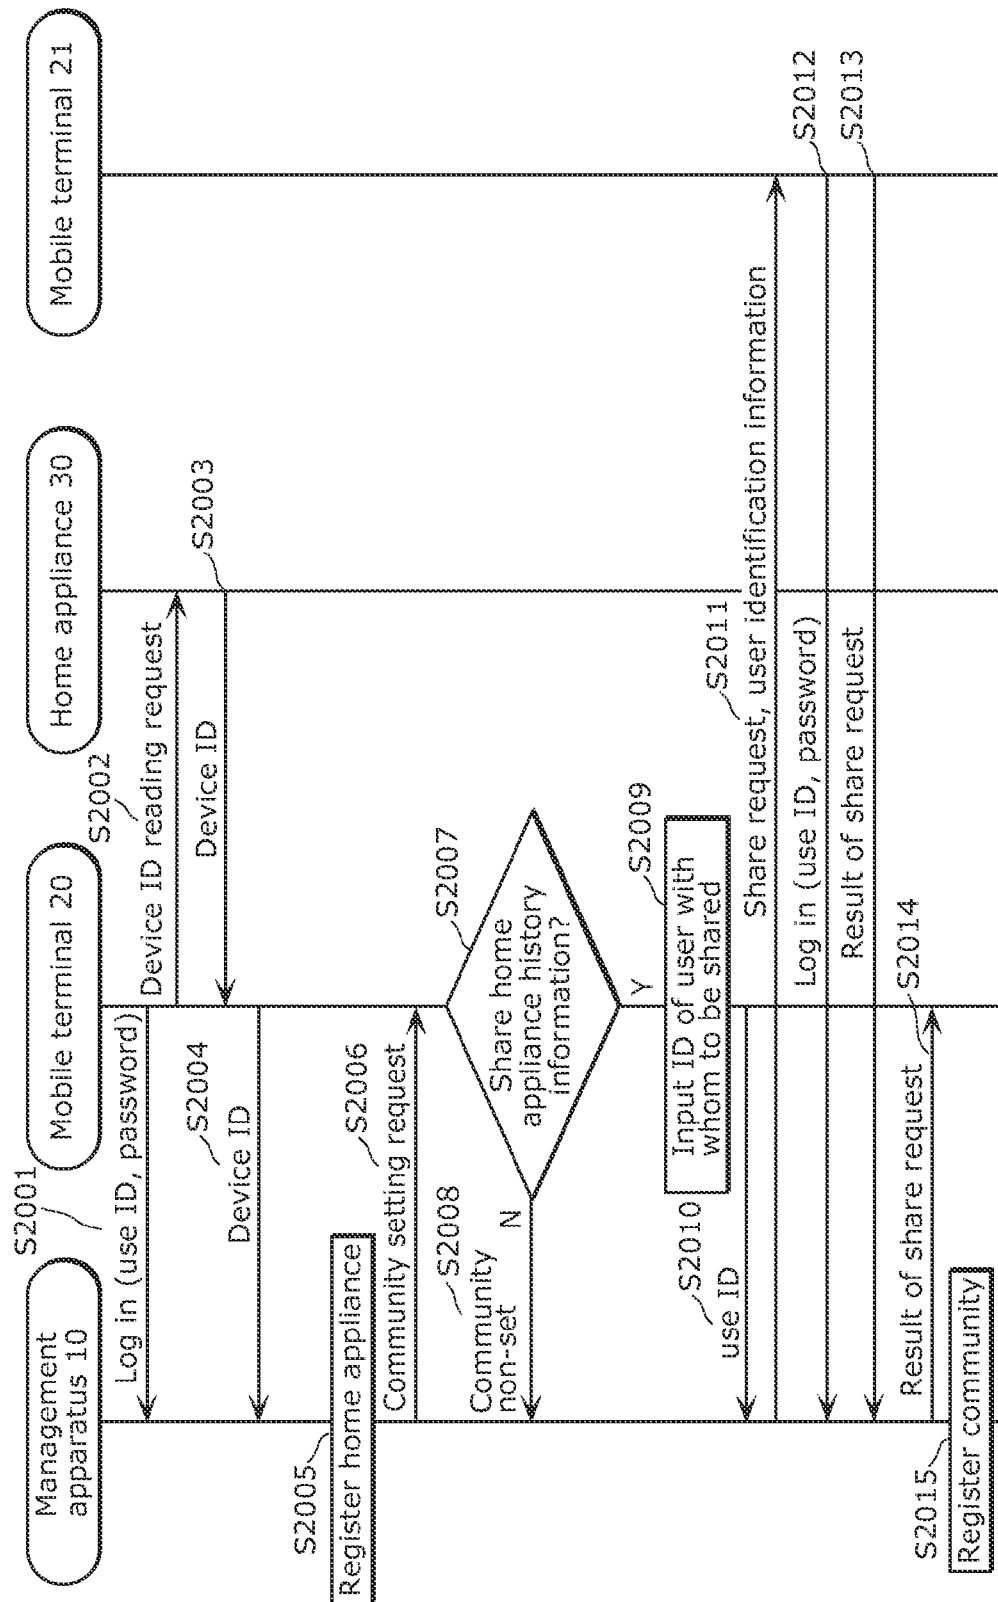 Management
apparatus 10
Mobile terminal 20
Home appliance 30
Mobile terminal 21
S2001
Log in (use ID, password)
S2002
Device ID reading request
S2003
Device ID
S2004
Device ID
S2005
Register home appliance
S2006
Community setting request
S2007
Share home
appliance history
information?
S2008
Community
non-set
N
Y
S2009
Input ID of user with
whom to be shared
S2010
use ID
S2011
Share request, user identification information
S2012
Log in (use ID, password)
S2013
Result of share request
S2014
Result of share request
S2015
Register community